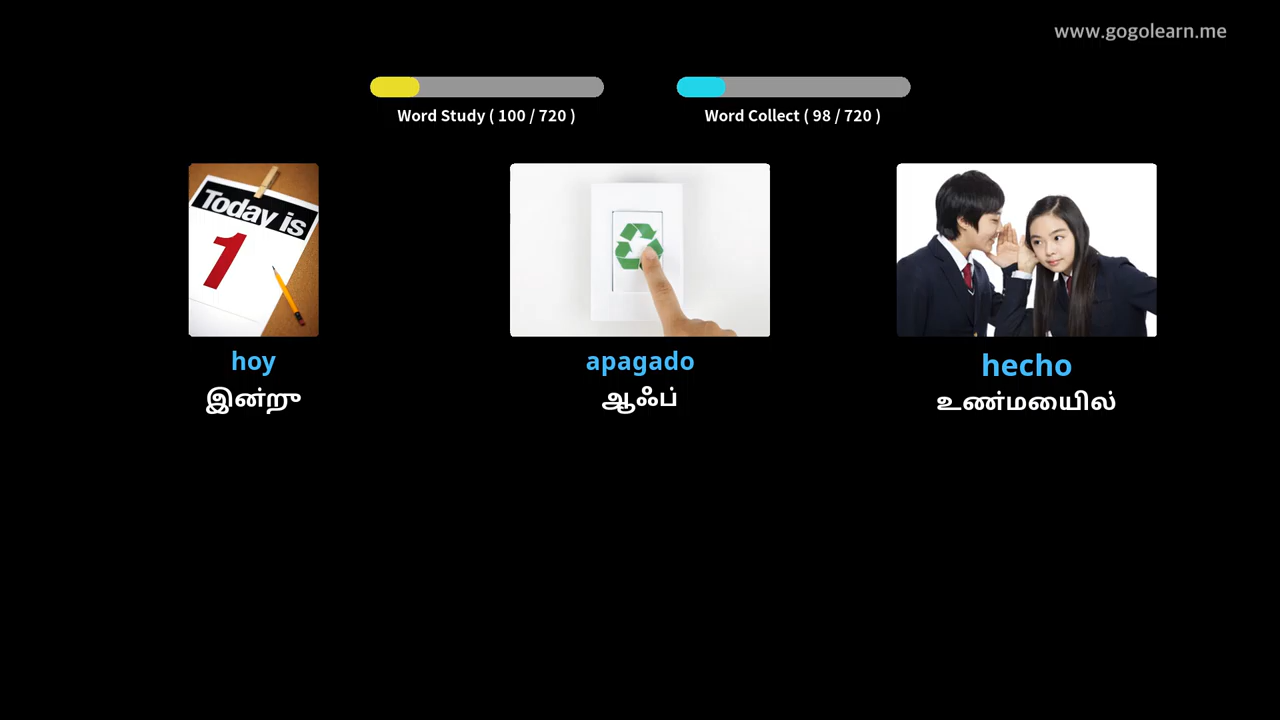 www.gogolearn.me
Word Study ( 100 / 720 )
Word Collect ( 98 / 720 )
Today is
1
hoy
இன்று
apagado
ஆஃப்
hecho
உண்மையில்